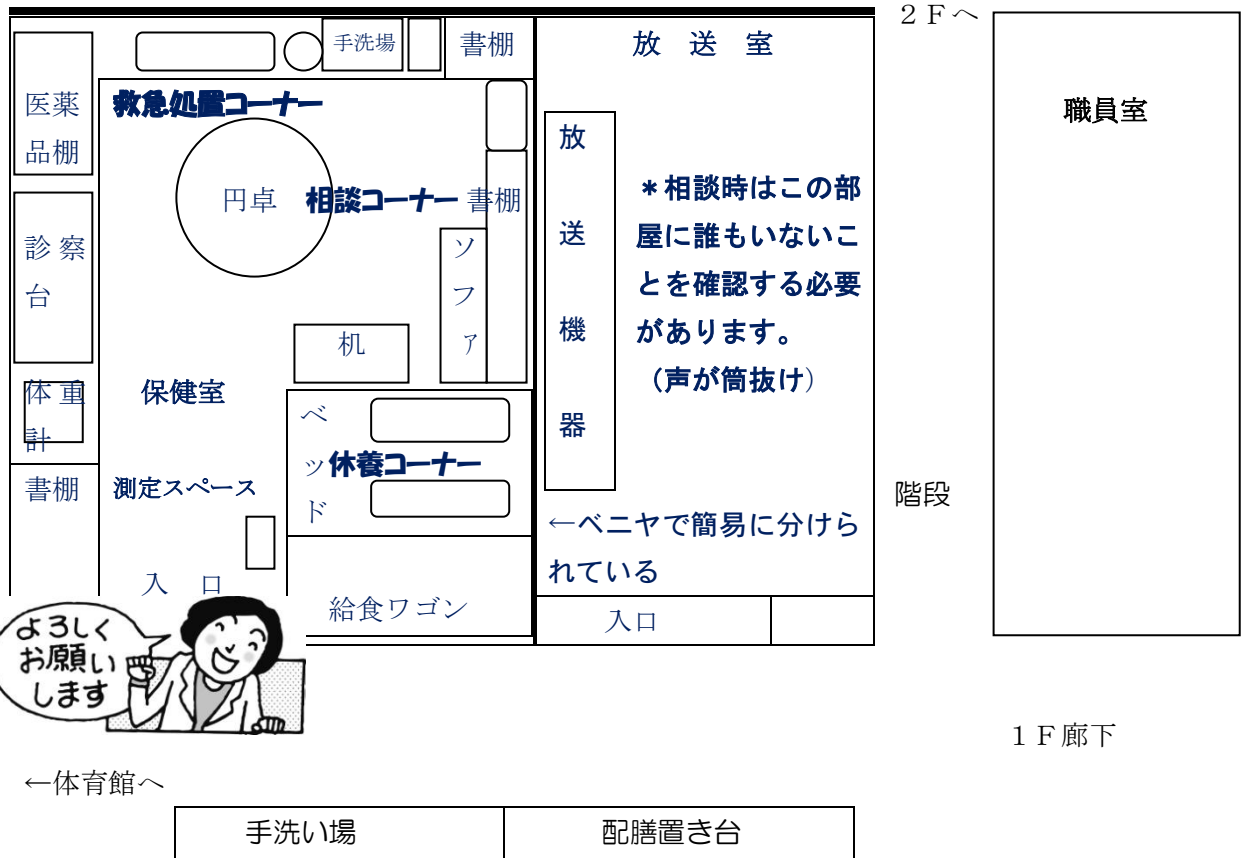 ２Ｆへ
手洗場
書棚
放　送　室
職員室
医薬
品棚
救急処置コーナー
円卓
相談コーナー
書棚
診察
台
ソファ
机
体重
計
保健室
書棚
測定スペース
ベッド
休養コーナー
入　口
給食ワゴン
放送機器
＊相談時はこの部
屋に誰もいないこ
とを確認する必要
があります。
（声が筒抜け）
←ベニヤで簡易に分けら
れている
入口
階段
よろしく
お願い
します
１Ｆ廊下
←体育館へ
手洗い場
配膳置き台